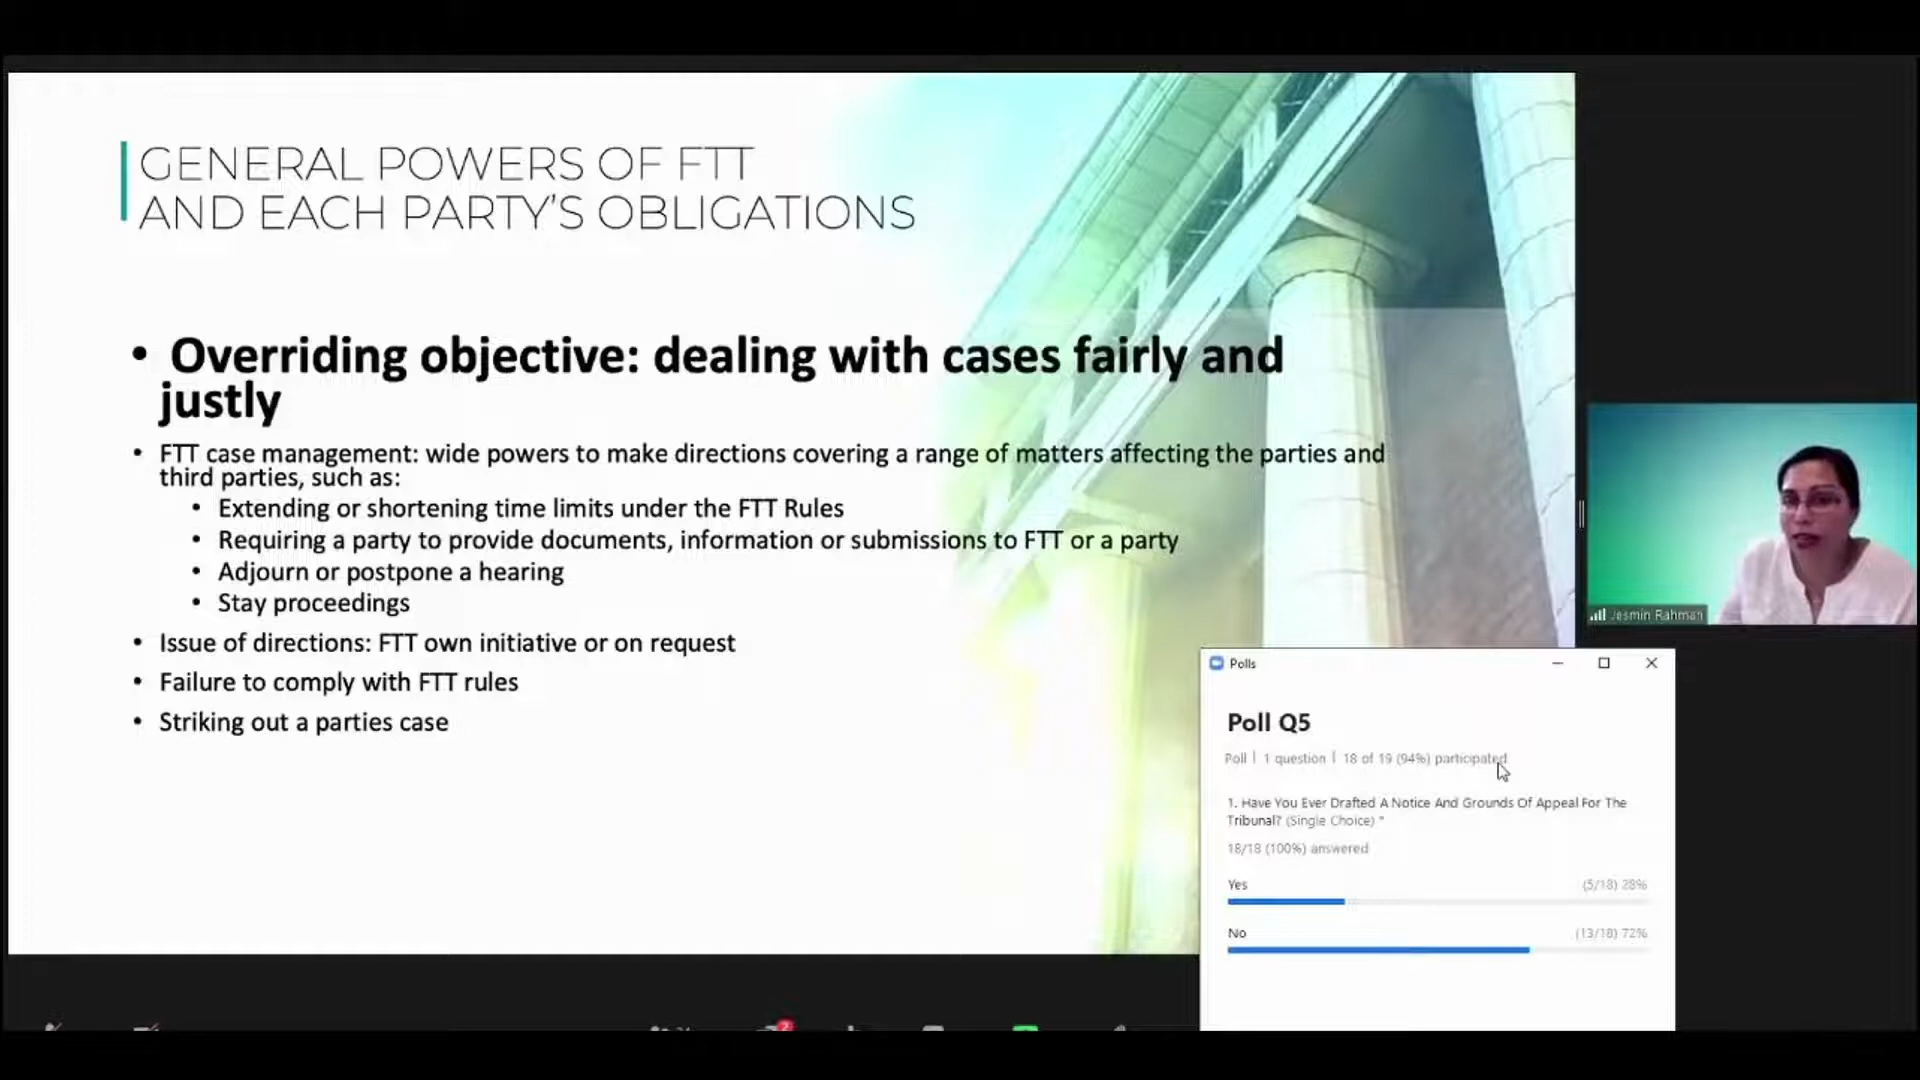 GENERAL POWERS OF FTT
AND EACH PARTY'S OBLIGATIONS
• Overriding objective: dealing with cases fairly and
justly
• FTT case management: wide powers to make directions covering a range of matters affecting the parties and
third parties, such as:
• Extending or shortening time limits under the FTT Rules
• Requiring a party to provide documents, information or submissions to FTT or a party
• Adjourn or postpone a hearing
• Stay proceedings
• Issue of directions: FTT own initiative or on request
• Failure to comply with FTT rules
• Striking out a parties case
Jesmin Rahman
Polls
Poll Q5
Poll | 1 question | 18 of 19 (94%) participated
1. Have You Ever Drafted A Notice And Grounds Of Appeal For The
Tribunal? (Single Choice) *
18/18 (100%) answered
Yes (5/18) 28%
No (13/18) 72%
2